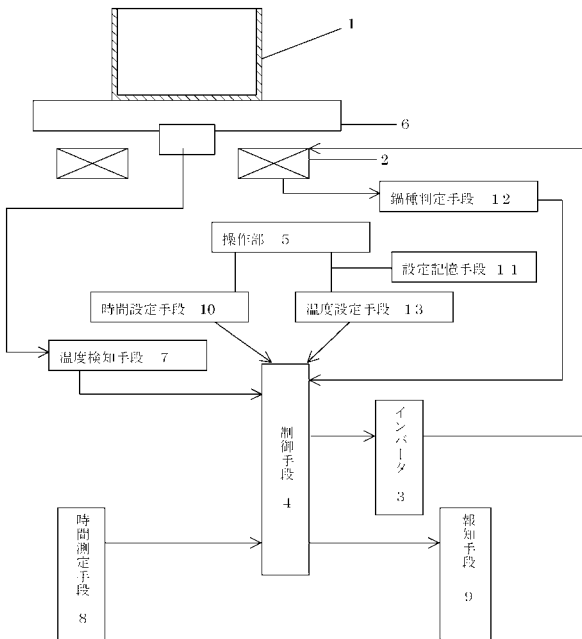 1
6
2
鍋種判定手段 12
操作部 5
設定記憶手段 11
時間設定手段 10
温度設定手段 13
温度検知手段 7
制御手段 4
インバータ 3
時間測定手段 8
報知手段 9